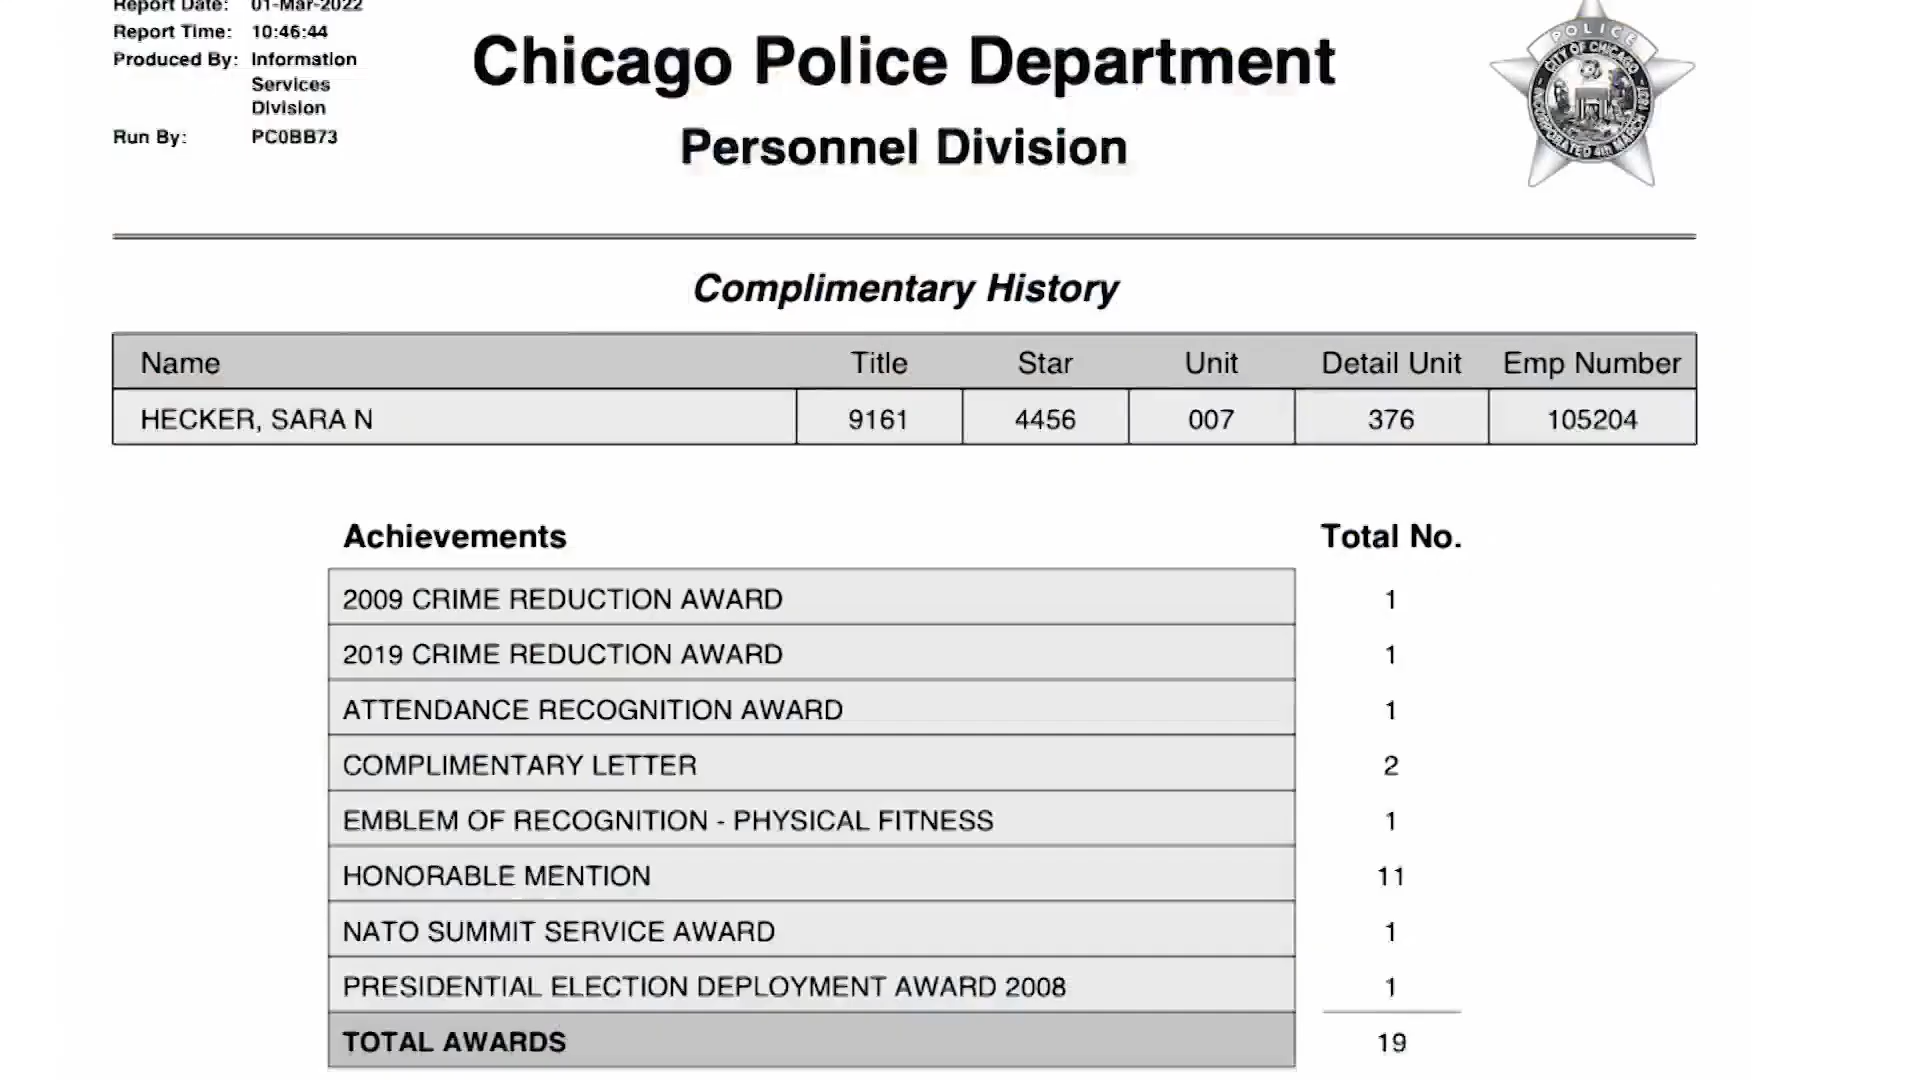 Report Date: 01-Mar-2022
Report Time: 10:46:44
Produced By: Information
Services
Division
Run By: PC0BB73
Chicago Police Department
Personnel Division
POLICE
CITY OF CHICAGO
INCORPORATED 4th MARCH 1837
Complimentary History
Name Title Star Unit Detail Unit Emp Number
HECKER, SARA N 9161 4456 007 376 105204
Achievements Total No.
2009 CRIME REDUCTION AWARD 1
2019 CRIME REDUCTION AWARD 1
ATTENDANCE RECOGNITION AWARD 1
COMPLIMENTARY LETTER 2
EMBLEM OF RECOGNITION - PHYSICAL FITNESS 1
HONORABLE MENTION 11
NATO SUMMIT SERVICE AWARD 1
PRESIDENTIAL ELECTION DEPLOYMENT AWARD 2008 1
TOTAL AWARDS 19